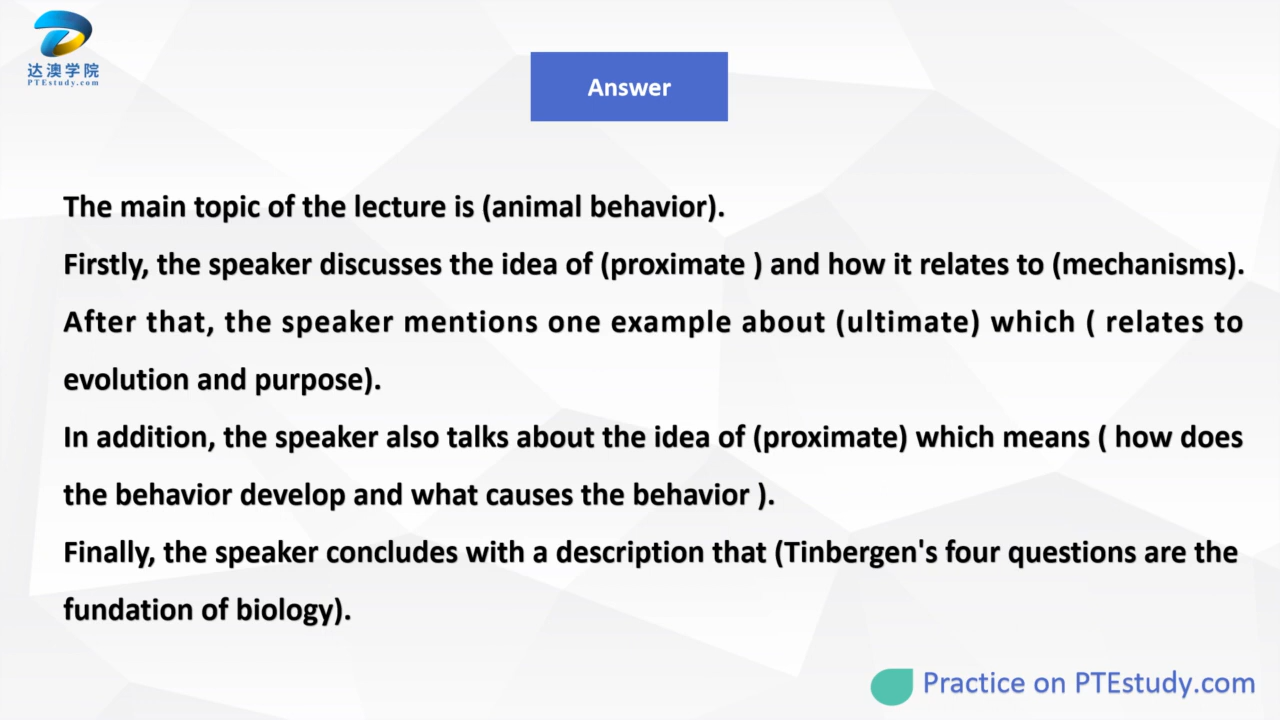 达澳学院
PTEstudy.com
Answer
The main topic of the lecture is (animal behavior).
Firstly, the speaker discusses the idea of (proximate ) and how it relates to (mechanisms).
After that, the speaker mentions one example about (ultimate) which ( relates to
evolution and purpose).
In addition, the speaker also talks about the idea of (proximate) which means ( how does
the behavior develop and what causes the behavior ).
Finally, the speaker concludes with a description that (Tinbergen's four questions are the
fundation of biology).
Practice on PTEstudy.com